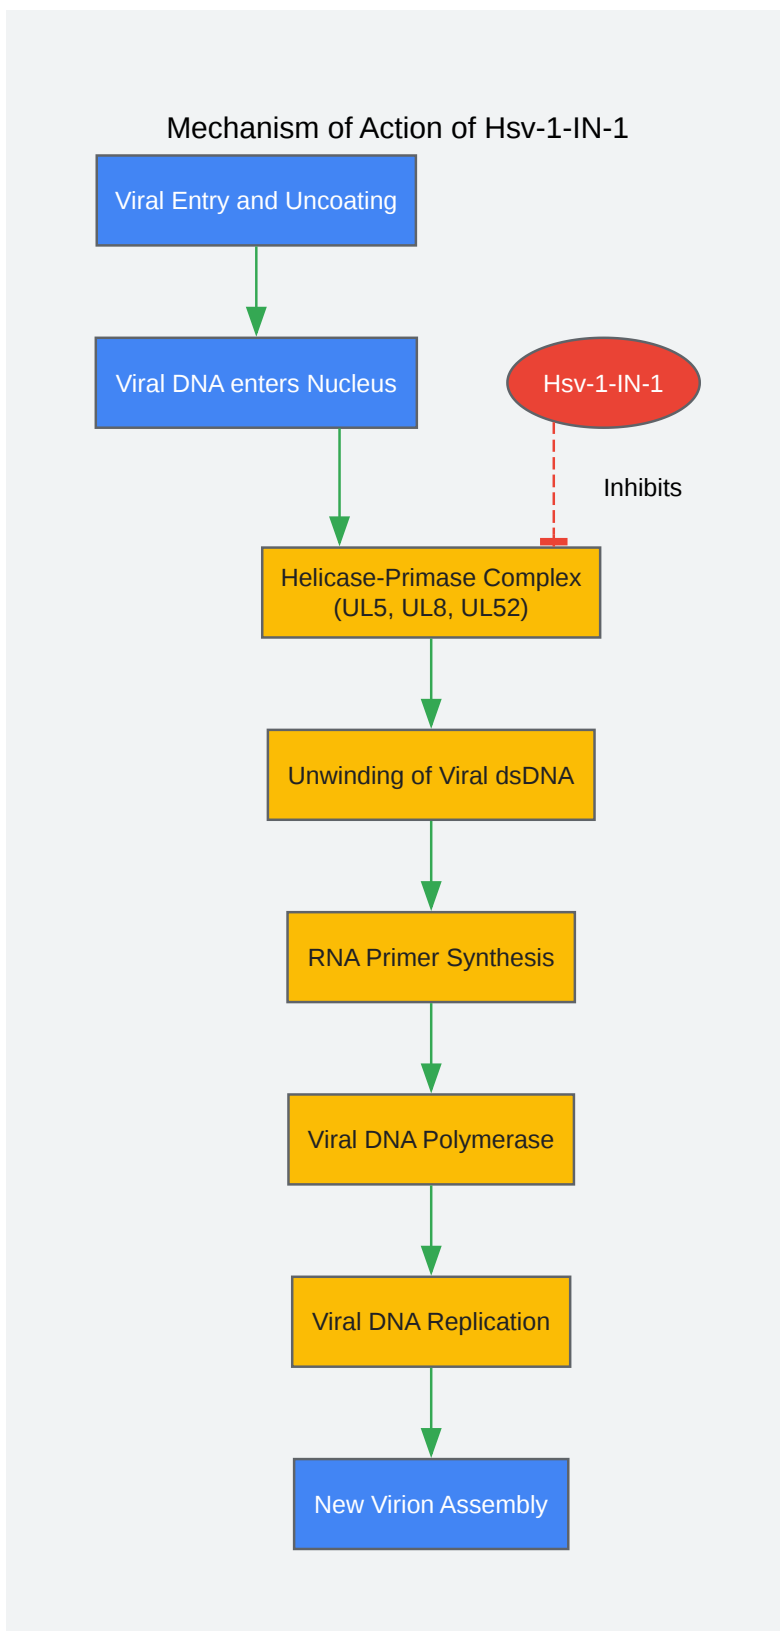 Mechanism of Action of Hsv-1-IN-1
Viral Entry and Uncoating
Viral DNA enters Nucleus
Hsv-1-IN-1
Inhibits
Helicase-Primase Complex
(UL5, UL8, UL52)
Unwinding of Viral dsDNA
RNA Primer Synthesis
Viral DNA Polymerase
Viral DNA Replication
New Virion Assembly